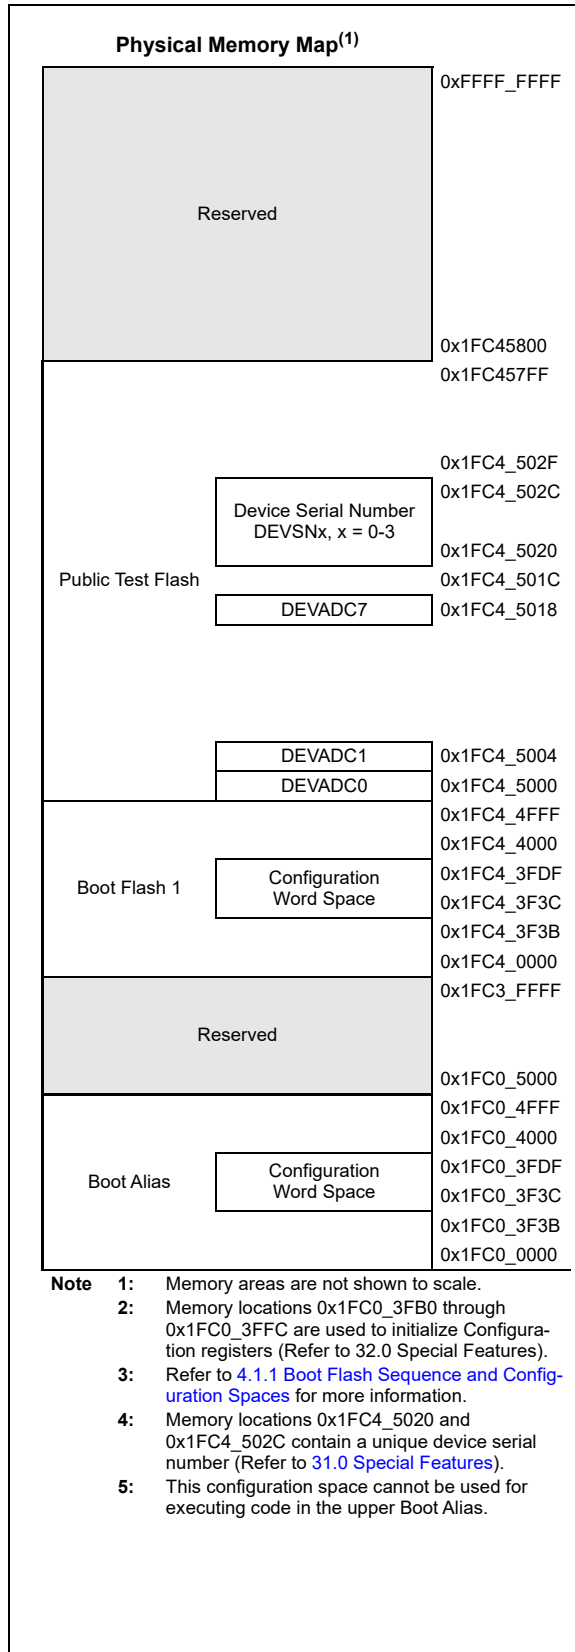 Physical Memory Map(1)
0xFFFF_FFFF
Reserved
0x1FC45800
0x1FC457FF
0x1FC4_502F
0x1FC4_502C
Device Serial Number
DEVSNx, x = 0-3
0x1FC4_5020
Public Test Flash
0x1FC4_501C
DEVADC7
0x1FC4_5018
DEVADC1
0x1FC4_5004
DEVADC0
0x1FC4_5000
0x1FC4_4FFF
0x1FC4_4000
Boot Flash 1
Configuration
Word Space
0x1FC4_3FDF
0x1FC4_3F3C
0x1FC4_3F3B
0x1FC4_0000
0x1FC3_FFFF
Reserved
0x1FC0_5000
0x1FC0_4FFF
0x1FC0_4000
Boot Alias
Configuration
Word Space
0x1FC0_3FDF
0x1FC0_3F3C
0x1FC0_3F3B
0x1FC0_0000
Note 1: Memory areas are not shown to scale.
2: Memory locations 0x1FC0_3FB0 through
0x1FC0_3FFC are used to initialize Configura-
tion registers (Refer to 32.0 Special Features).
3: Refer to 4.1.1 Boot Flash Sequence and Config-
uration Spaces for more information.
4: Memory locations 0x1FC4_5020 and
0x1FC4_502C contain a unique device serial
number (Refer to 31.0 Special Features).
5: This configuration space cannot be used for
executing code in the upper Boot Alias.